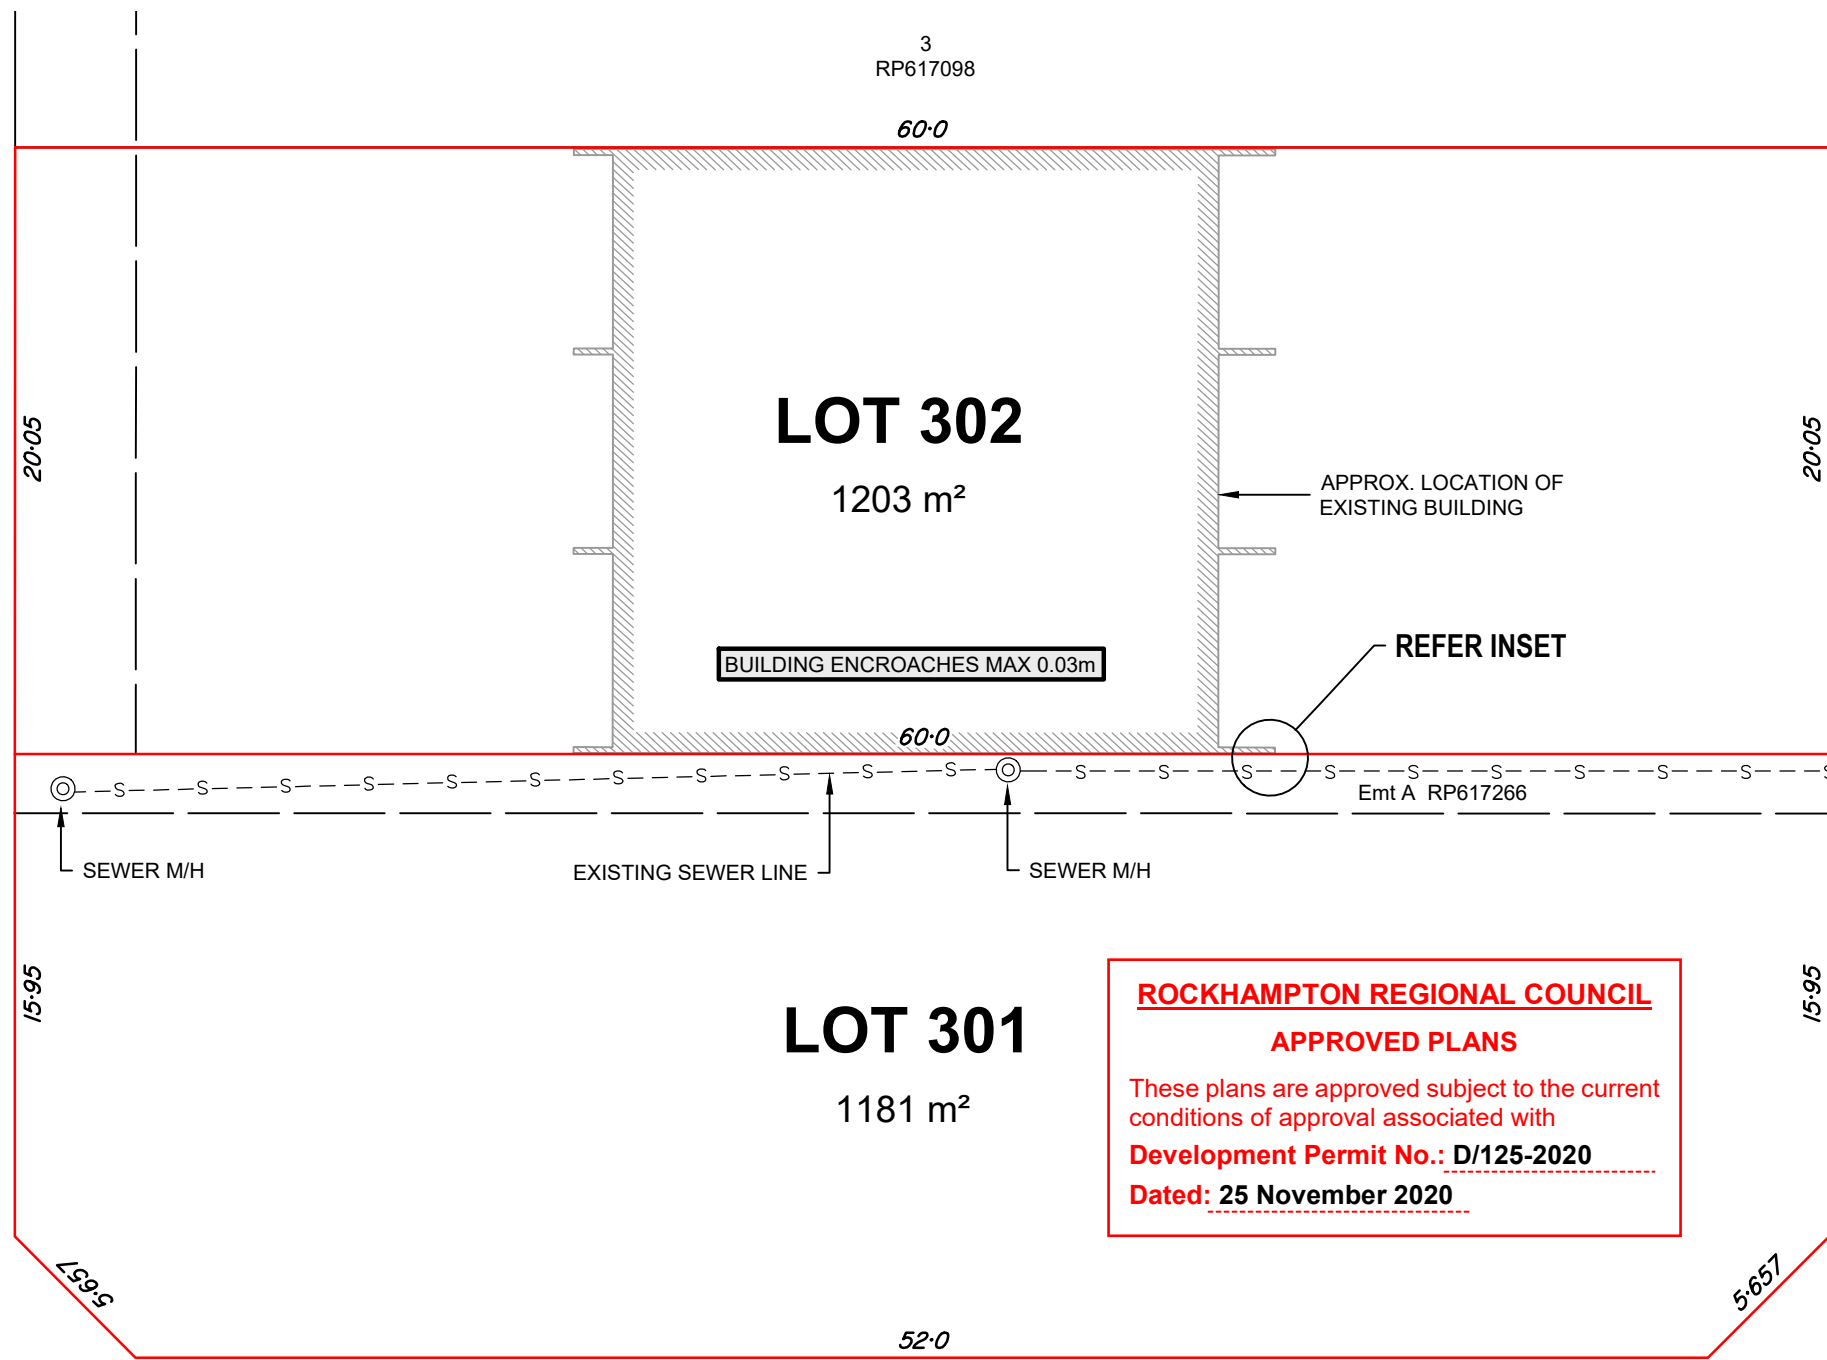 3
RP617098
60·0
20·05
20·05
LOT 302
1203 m²
APPROX. LOCATION OF
EXISTING BUILDING
REFER INSET
BUILDING ENCROACHES MAX 0.03m
60·0
S S S S S S S S S S S S S S S S S S S S S
Emt A RP617266
SEWER M/H
EXISTING SEWER LINE
SEWER M/H
15·95
15·95
LOT 301
1181 m²
ROCKHAMPTON REGIONAL COUNCIL
APPROVED PLANS
These plans are approved subject to the current
conditions of approval associated with
Development Permit No.: D/125-2020
Dated: 25 November 2020
5·657
5·657
52·0